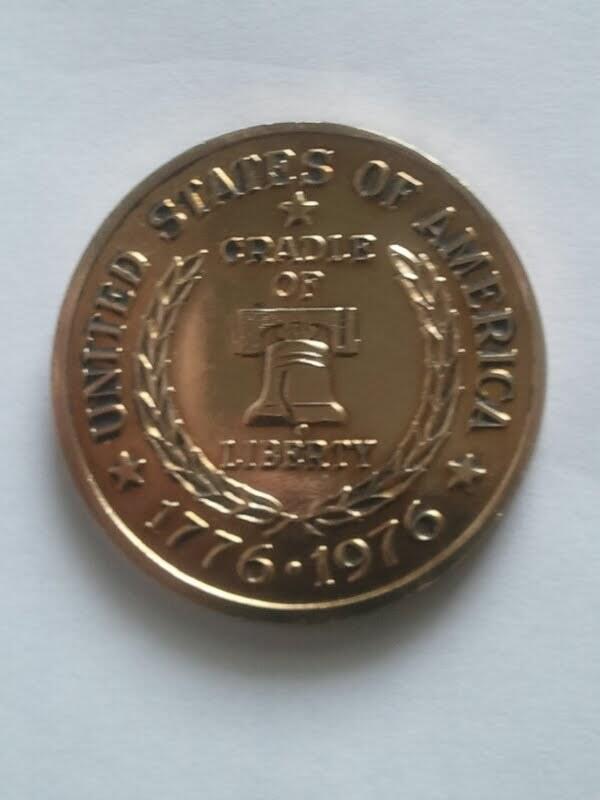 UNITED STATES OF AMERICA
CRADLE
OF
LIBERTY
1776 · 1976